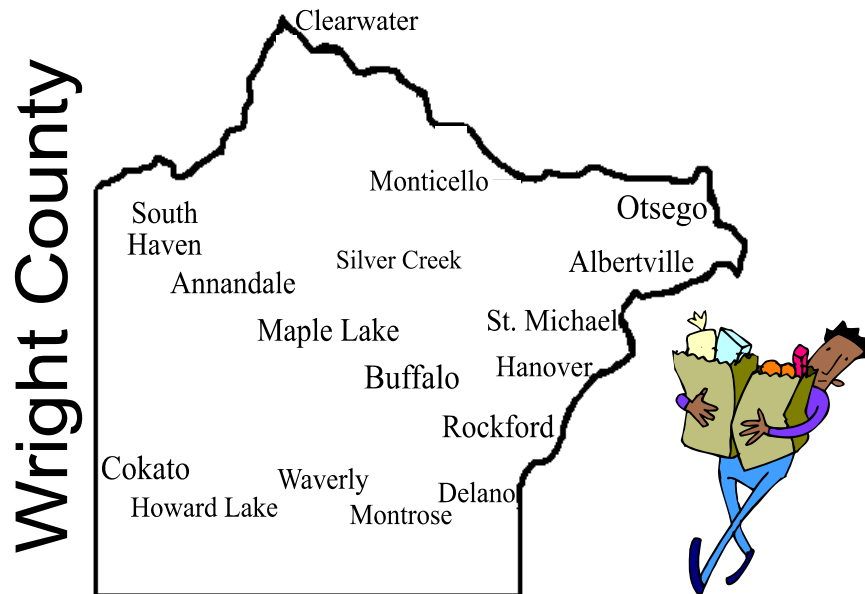 Wright County
Clearwater
Monticello
South
Haven
Otsego
Silver Creek
Albertville
Annandale
Maple Lake
St. Michael
Buffalo
Hanover
Rockford
Cokato
Waverly
Delano
Howard Lake
Montrose